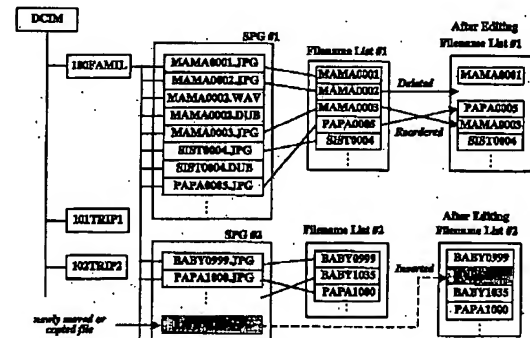 DCIM
100FAMIL
101TRIP1
102TRIP2
SPG #1
MAMA0001.JPG
MAMA0002.JPG
MAMA0002.WAV
MAMA0003.DUB
MAMA0003.JPG
SIST0004.JPG
SIST0004.DUB
PAPA0005.JPG
Filename List #1
MAMA0001
MAMA0002
MAMA0003
PAPA0005
SIST0004
Deleted
Reordered
After Editing
Filename List #1
MAMA0001
PAPA0005
MAMA0003
SIST0004
SPG #2
BABY0999.JPG
PAPA1000.JPG
newly moved or
copied file
Filename List #2
BABY0999
BABY1035
PAPA1000
Inserted
After Editing
Filename List #2
BABY0999
BABY1035
PAPA1000